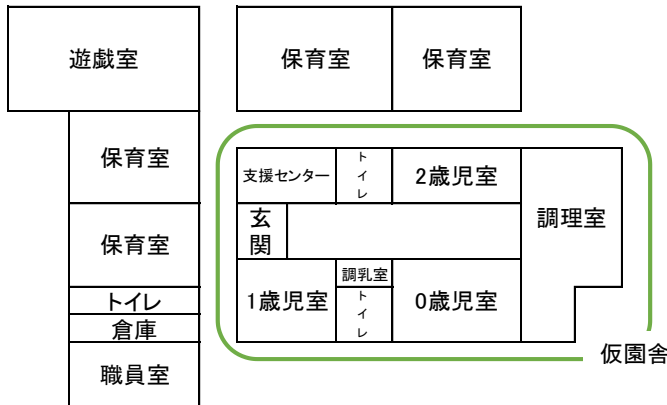 遊戯室
保育室
保育室
保育室
支援センター
トイレ
2歳児室
調理室
玄関
保育室
調乳室
1歳児室
トイレ
0歳児室
トイレ
倉庫
仮園舎
職員室